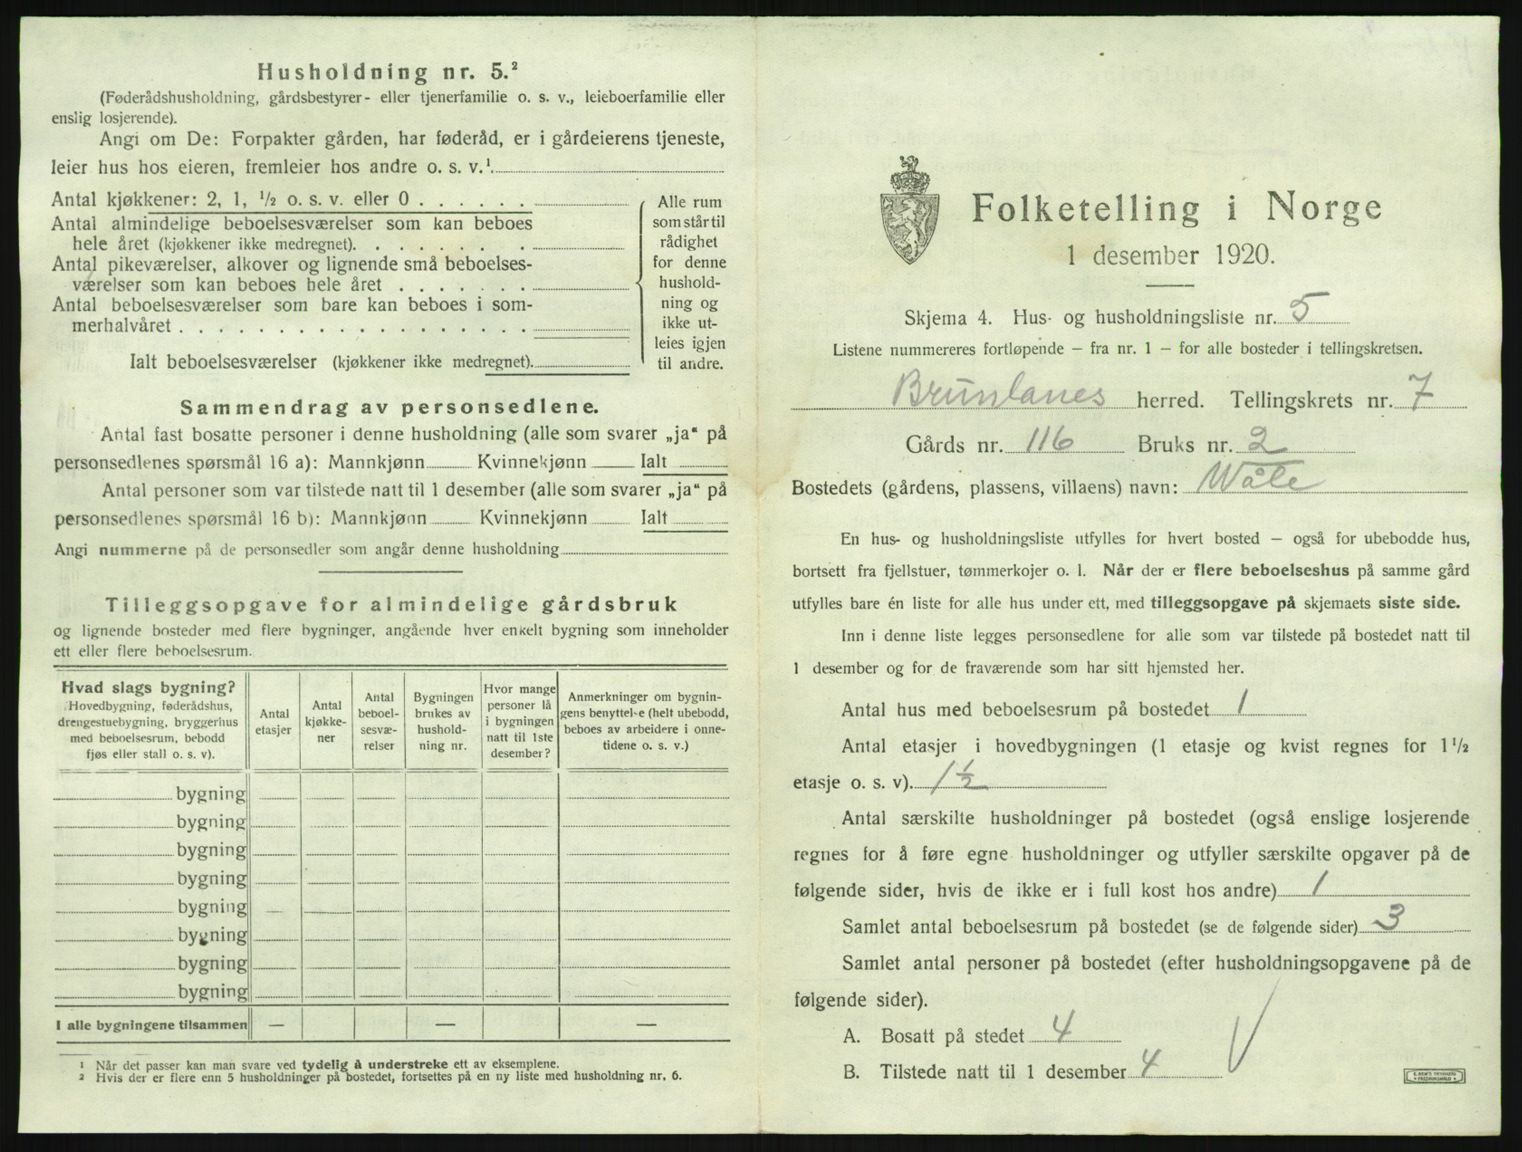 Husholdning nr. 5.²
(Føderådshusholdning, gårdsbestyrer- eller tjenerfamilie o. s. v., leieboerfamilie eller
enslig losjerende).
Angi om De: Forpakter gården, har føderåd, er i gårdeierens tjeneste,
leier hus hos eieren, fremleier hos andre o. s. v.¹
Antal kjøkkener: 2, 1, ½ o. s. v. eller 0 . . . . . .
Antal almindelige beboelsesværelser som kan beboes
hele året (kjøkkener ikke medregnet). . . . . . . .
Antal pikeværelser, alkover og lignende små beboelses-
værelser som kan beboes hele året . . . . . . .
Antal beboelsesværelser som bare kan beboes i som-
merhalvåret . . . . . . . . . . . . . . . . . .
Ialt beboelsesværelser (kjøkkener ikke medregnet).
Alle rum
som står til
rådighet
for denne
hushold-
ning og
ikke ut-
leies igjen
til andre.
Sammendrag av personsedlene.
Antal fast bosatte personer i denne husholdning (alle som svarer „ja“ på
personsedlenes spørsmål 16 a): Mannkjønn Kvinnekjønn Ialt
Antal personer som var tilstede natt til 1 desember (alle som svarer „ja“ på
personsedlenes spørsmål 16 b): Mannkjønn Kvinnekjønn Ialt
Angi nummerne på de personsedler som angår denne husholdning
Tilleggsopgave for almindelige gårdsbruk
og lignende bosteder med flere bygninger, angående hver enkelt bygning som inneholder
ett eller flere beboelsesrum.
Hvad slags bygning?
Hovedbygning, føderådshus,
drengestuebygning, bryggerhus
med beboelsesrum, bebodd
fjøs eller stall o. s. v).
Antal
etasjer
Antal
kjøkke-
ner
Antal
beboel-
sesvæ-
relser
Bygningen
brukes av
hushold-
ning nr.
Hvor mange
personer lå
i bygningen
natt til 1ste
desember?
Anmerkninger om bygnin-
gens benyttelse (helt ubebodd,
beboes av arbeidere i onne-
tidene o. s. v.)
bygning
bygning
bygning
bygning
bygning —
bygning
bygning
bygning
I alle bygningene tilsammen — — —
¹ Når det passer kan man svare ved tydelig å understreke ett av eksemplene.
² Hvis der er flere enn 5 husholdninger på bostedet, fortsettes på en ny liste med husholdning nr. 6.
Folketelling i Norge
1 desember 1920.
Skjema 4. Hus- og husholdningsliste nr. 5
Listene nummereres fortløpende – fra nr. 1 – for alle bosteder i tellingskretsen.
Brunlanes herred. Tellingskrets nr. 7
Gårds nr. 116 Bruks nr. 2
Bostedets (gårdens, plassens, villaens) navn: Wåle
En hus- og husholdningsliste utfylles for hvert bosted – også for ubebodde hus,
bortsett fra fjellstuer, tømmerkojer o. l. Når der er flere beboelseshus på samme gård
utfylles bare én liste for alle hus under ett, med tilleggsopgave på skjemaets siste side.
Inn i denne liste legges personsedlene for alle som var tilstede på bostedet natt til
1 desember og for de fraværende som har sitt hjemsted her.
Antal hus med beboelsesrum på bostedet 1
Antal etasjer i hovedbygningen (1 etasje og kvist regnes for 1½
etasje o. s. v). 1½
Antal særskilte husholdninger på bostedet (også enslige losjerende
regnes for å føre egne husholdninger og utfyller særskilte opgaver på de
følgende sider, hvis de ikke er i full kost hos andre) 1
Samlet antal beboelsesrum på bostedet (se de følgende sider) 3
Samlet antal personer på bostedet (efter husholdningsopgavene på de
følgende sider).
A. Bosatt på stedet 4
B. Tilstede natt til 1 desember 4